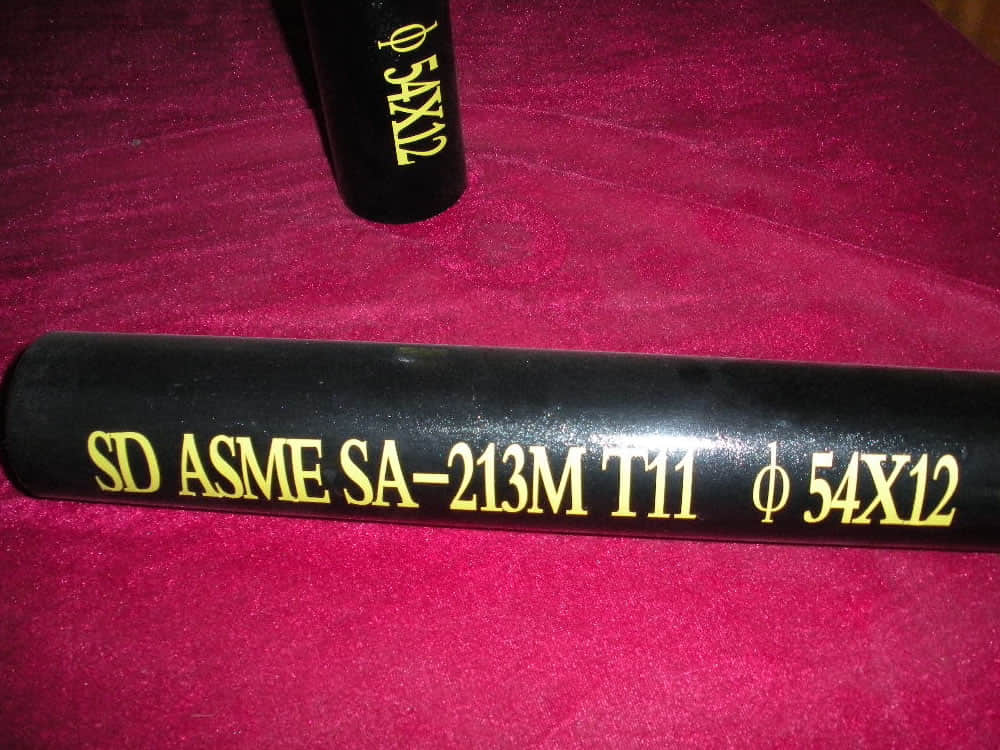 φ 54X12
SD ASME SA-213M T11 φ 54X12